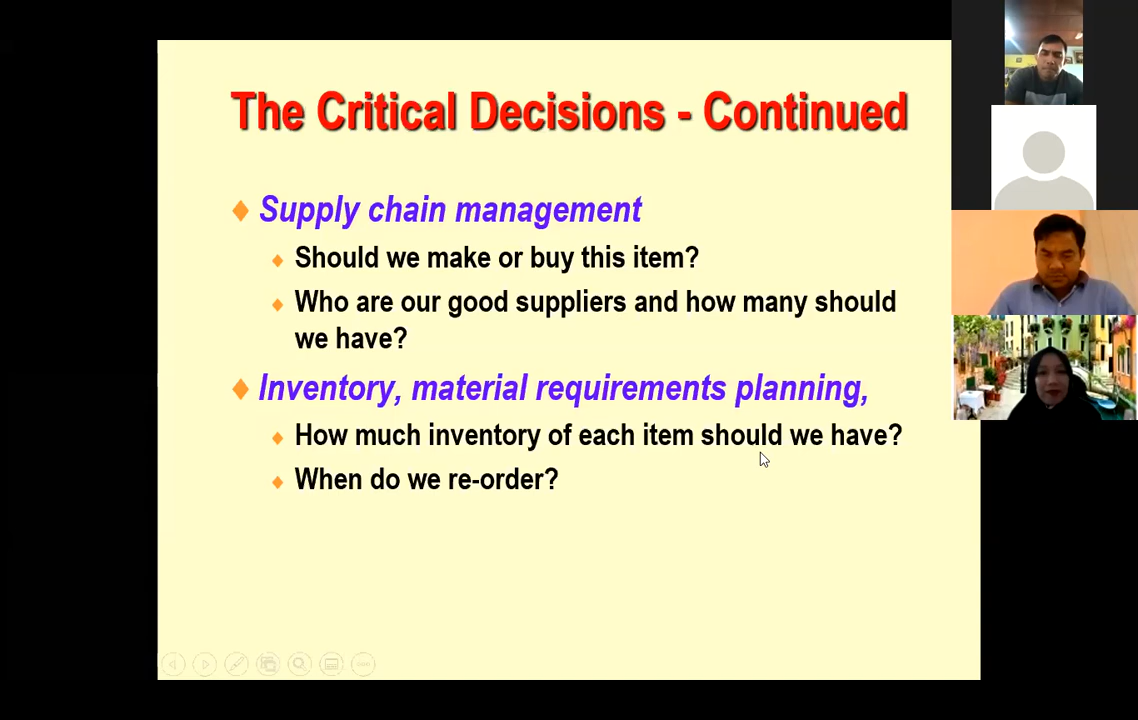 The Critical Decisions - Continued
Supply chain management
Should we make or buy this item?
Who are our good suppliers and how many should
we have?
Inventory, material requirements planning,
How much inventory of each item should we have?
When do we re-order?